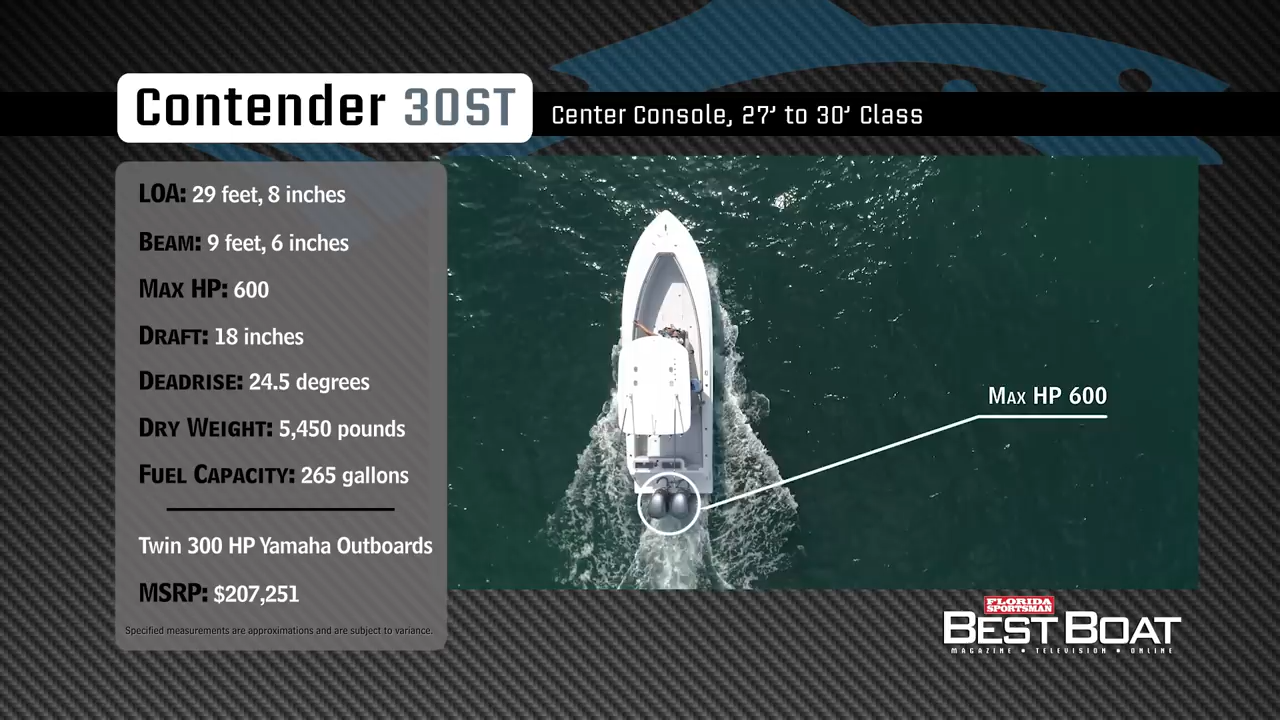 Contender 30ST
Center Console, 27' to 30' Class
LOA: 29 feet, 8 inches
BEAM: 9 feet, 6 inches
MAX HP: 600
DRAFT: 18 inches
DEADRISE: 24.5 degrees
DRY WEIGHT: 5,450 pounds
FUEL CAPACITY: 265 gallons
Twin 300 HP Yamaha Outboards
MSRP: $207,251
Specified measurements are approximations and are subject to variance.
MAX HP 600
FLORIDA
SPORTSMAN
BEST BOAT
MAGAZINE • TELEVISION • ONLINE